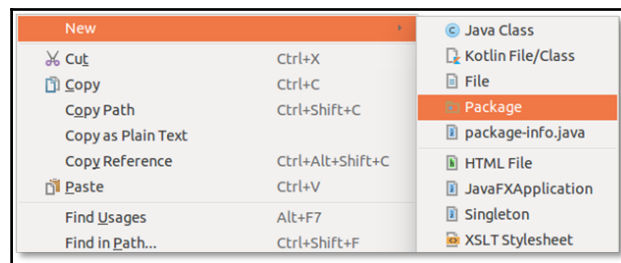 New
Cut Ctrl+X
Copy Ctrl+C
Copy Path Ctrl+Shift+C
Copy as Plain Text
Copy Reference Ctrl+Alt+Shift+C
Paste Ctrl+V
Find Usages Alt+F7
Find in Path... Ctrl+Shift+F
Java Class
Kotlin File/Class
File
Package
package-info.java
HTML File
JavaFXApplication
Singleton
XSLT Stylesheet